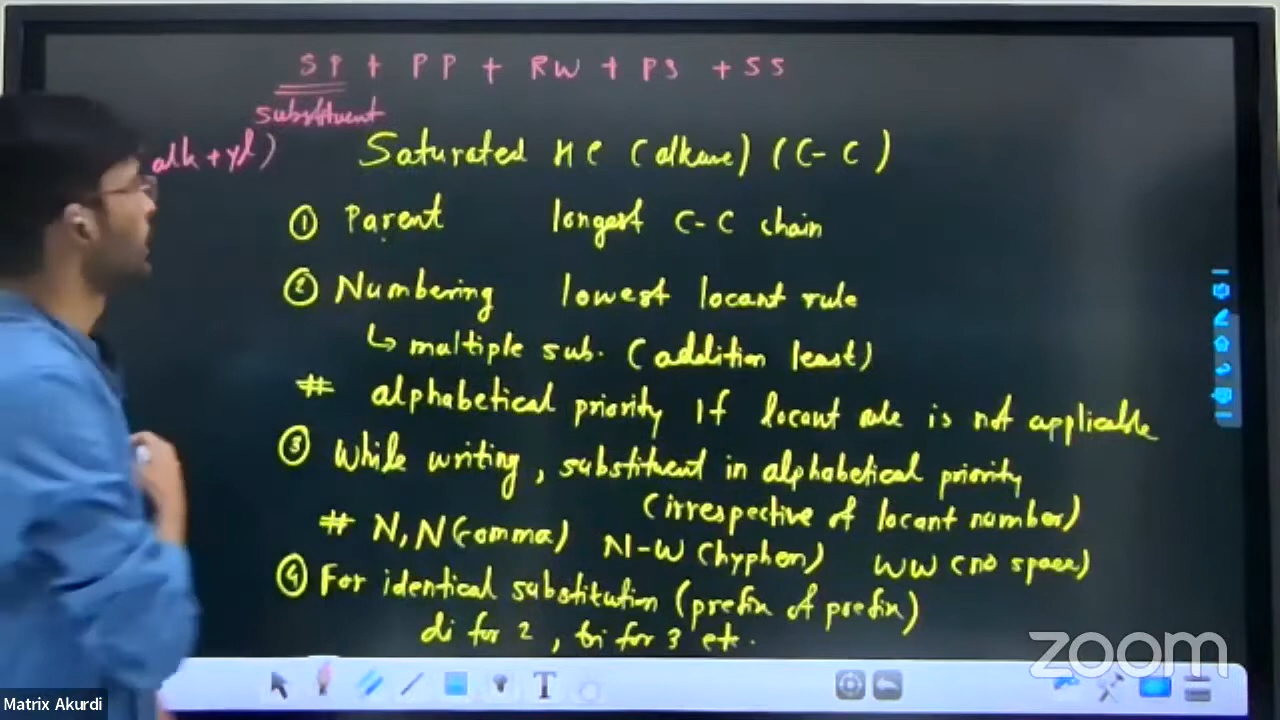 SP + PP + RW + PS + SS
substituent
alk + yl)
Saturated HC (alkane) (C-C)
① Parent longest C-C chain
② Numbering lowest locant rule
↳ multiple sub. (addition least)
# alphabetical priority If locant rule is not applicable
③ While writing, substituent in alphabetical priority
(irrespective of locant number)
# N,N (comma) N-W (hyphen) WW (no space)
④ For identical substitution (prefix of prefix)
di for 2, tri for 3 etc.
zoom
Matrix Akurdi